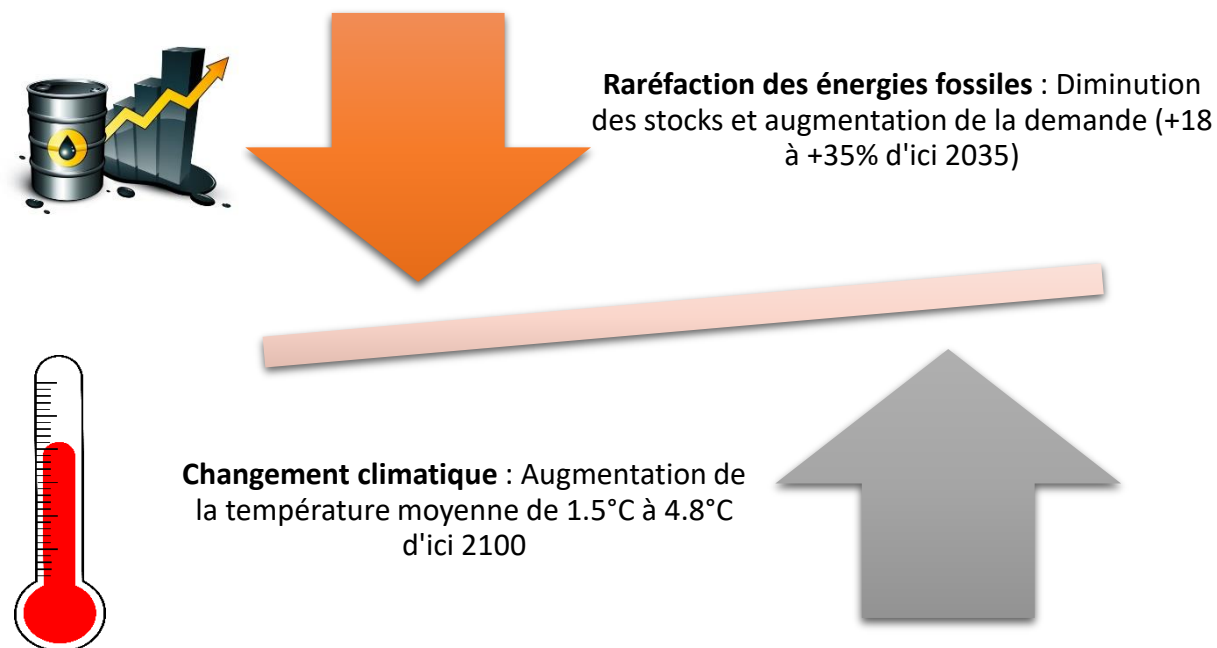 Raréfaction des énergies fossiles : Diminution
des stocks et augmentation de la demande (+18
à +35% d'ici 2035)
Changement climatique : Augmentation de
la température moyenne de 1.5°C à 4.8°C
d'ici 2100